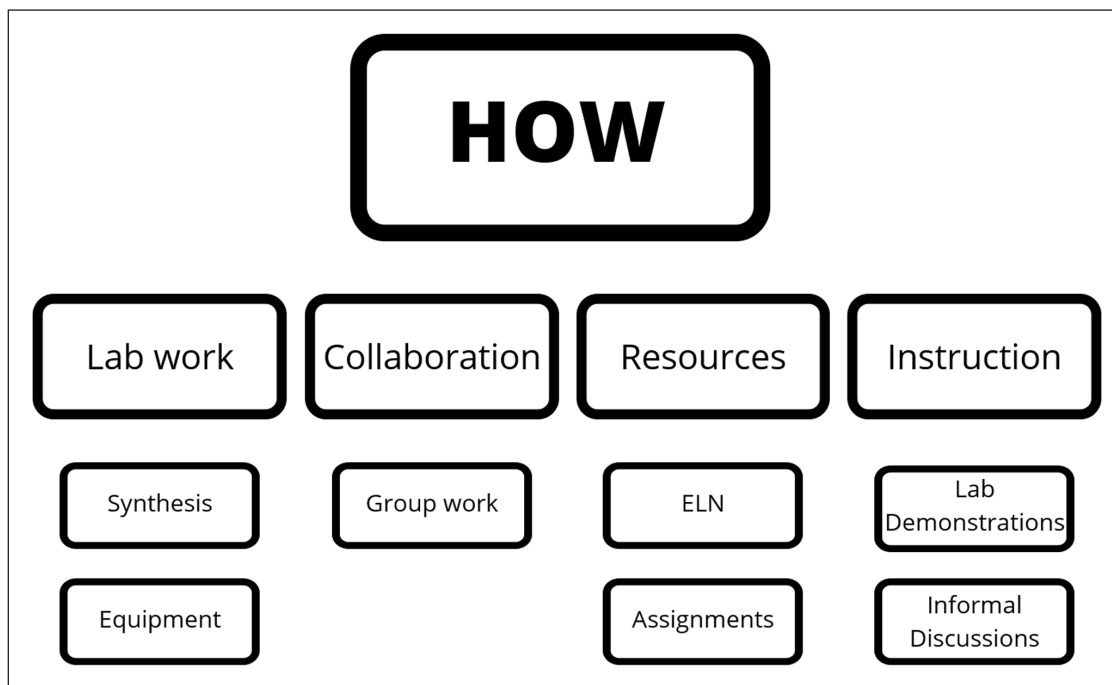 HOW
Lab work
Collaboration
Resources
Instruction
Synthesis
Group work
ELN
Lab
Demonstrations
Equipment
Assignments
Informal
Discussions